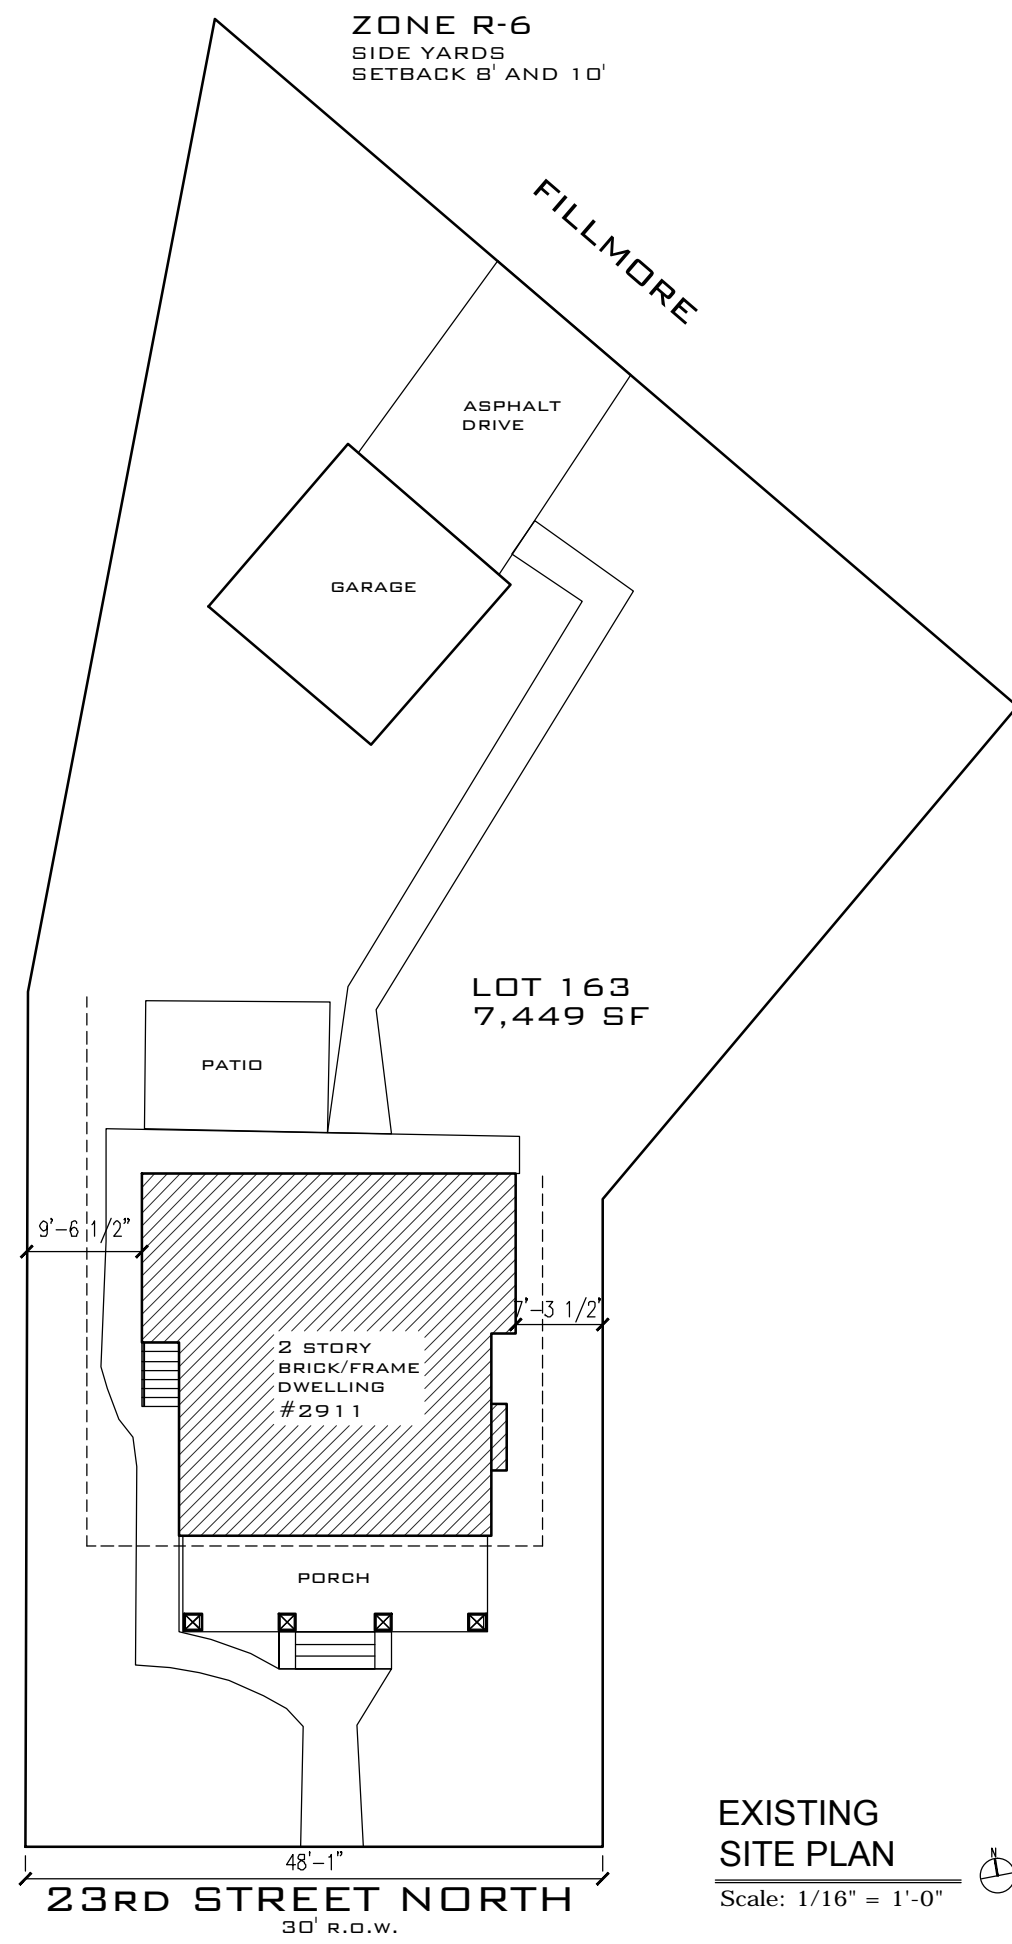 ZONE R-6
SIDE YARDS
SETBACK 8' AND 10'
FILLMORE
ASPHALT
DRIVE
GARAGE
LOT 163
7,449 SF
PATIO
9'-6 1/2"
7'-3 1/2"
2 STORY
BRICK/FRAME
DWELLING
#2911
PORCH
48'-1"
23RD STREET NORTH
30' R.O.W.
EXISTING
SITE PLAN
Scale: 1/16" = 1'-0"
N